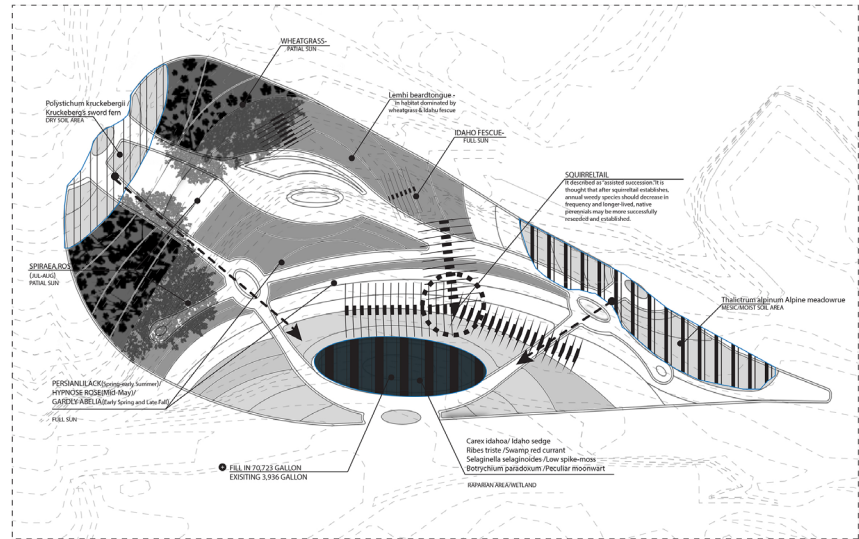 WHEATGRASS-
PATIAL SUN
Polystichum kruckebergii /
Kruckeberg's sword fern
DRY SOIL AREA
Lemhi beardtongue -
In habitat dominated by
wheatgrass & Idahu fescue
IDAHO FESCUE-
FULL SUN
SQUIRRELTAIL
It described as "assisted succession."It is
thought that after squirreltail establishes,
annual weedy species should decrease in
frequency and longer-lived, native
perennials may be more successfully
reseeded and established.
SPIRAEA,ROS
(JUL-AUG)
PATIAL SUN
Thalictrum alpinum Alpine meadowrue
MESIC/MOIST SOIL AREA
PERSIANLILACK(Spring-early Summer)/
HYPNOSE ROSE(Mid-May)/
GARDLY ABELIA(Early Spring and Late Fall)
FULL SUN
Carex idahoa/ Idaho sedge
Ribes triste /Swamp red currant
Selaginella selaginoides /Low spike-moss
Botrychium paradoxum /Peculiar moonwart
RAPARIAN AREA/WETLAND
FILL IN 70,723 GALLON
EXISITING 3,936 GALLON